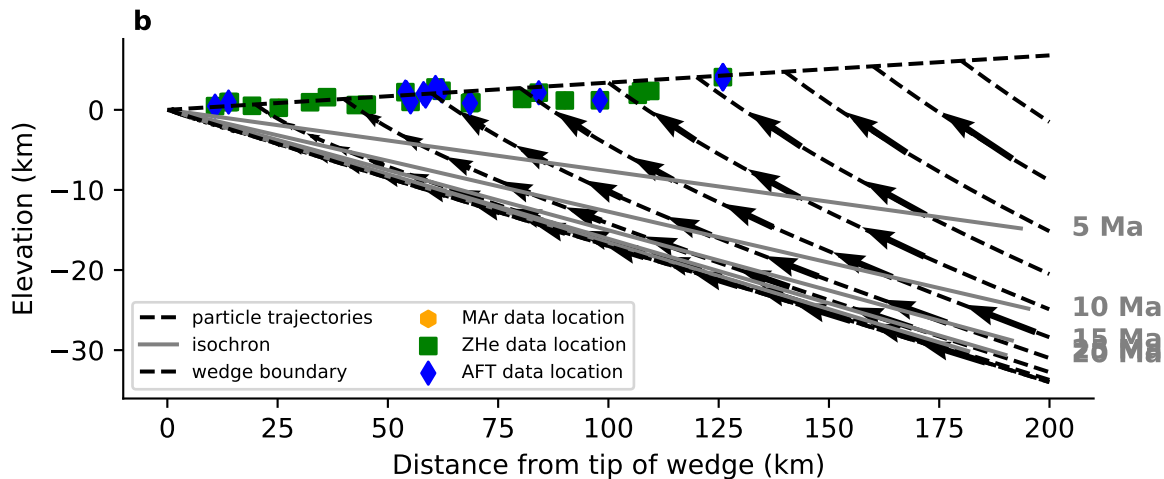 b
Elevation (km)
0
−10
−20
−30
5 Ma
10 Ma
15 Ma
20 Ma
particle trajectories
isochron
wedge boundary
MAr data location
ZHe data location
AFT data location
0 25 50 75 100 125 150 175 200
Distance from tip of wedge (km)